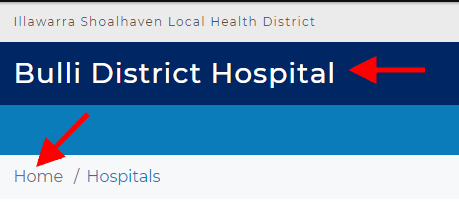 Illawarra Shoalhaven Local Health District
Bulli District Hospital
Home / Hospitals